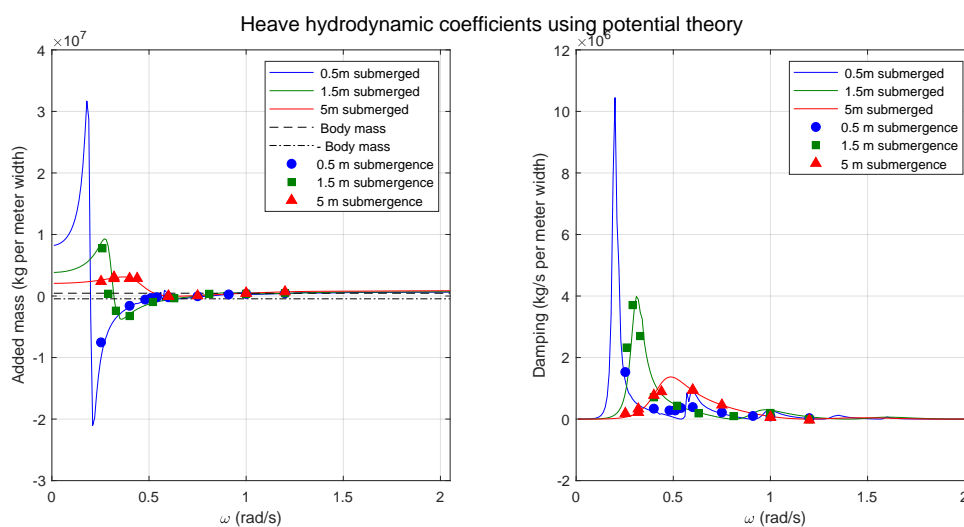 Heave hydrodynamic coefficients using potential theory
×10⁷
4
3
2
1
0
-1
-2
-3
0
0.5
1
1.5
2
Added mass (kg per meter width)
ω (rad/s)
0.5m submerged
1.5m submerged
5m submerged
Body mass
- Body mass
0.5 m submergence
1.5 m submergence
5 m submergence
×10⁶
12
10
8
6
4
2
0
-2
0
0.5
1
1.5
2
Damping (kg/s per meter width)
ω (rad/s)
0.5m submerged
1.5m submerged
5m submerged
0.5 m submergence
1.5 m submergence
5 m submergence